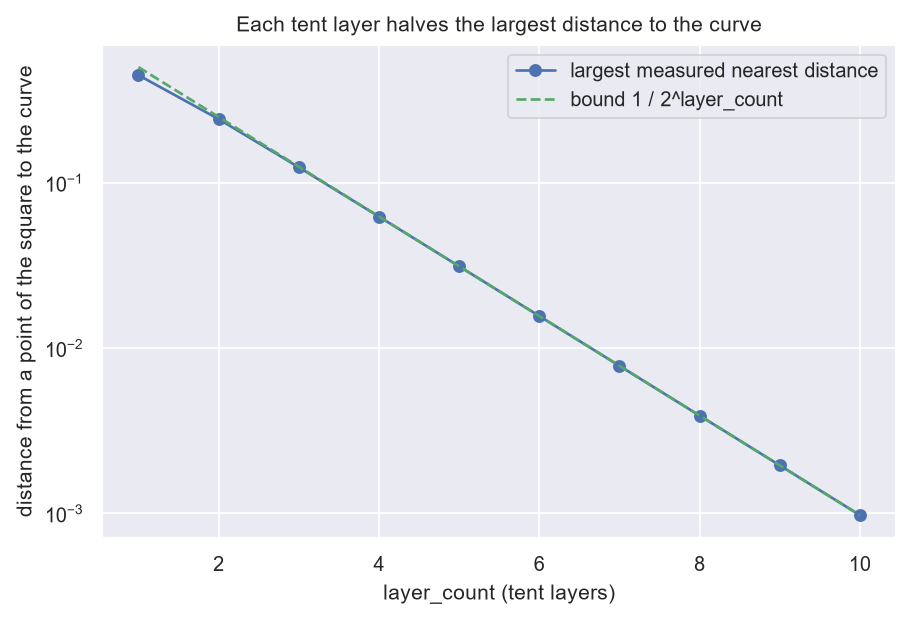 Each tent layer halves the largest distance to the curve
largest measured nearest distance
bound 1 / 2^layer_count
distance from a point of the square to the curve
10⁻¹
10⁻²
10⁻³
2 4 6 8 10
layer_count (tent layers)